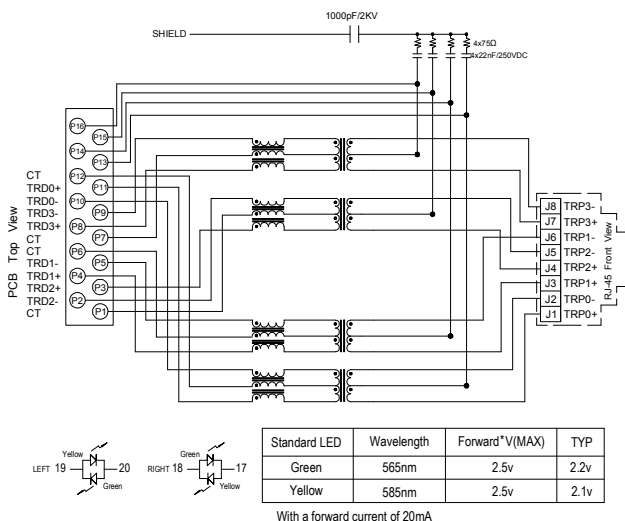 1000pF/2KV
SHIELD
4x75Ω
4x22nF/250VDC
P16
P15
P14
P13
CT P12
TRD0+ P11
TRD0- P10
TRD3- P9
TRD3+ P8
CT P7
CT P6
TRD1- P5
TRD1+ P4
TRD2+ P3
TRD2- P2
CT P1
PCB Top View
J8 TRP3-
J7 TRP3+
J6 TRP1-
J5 TRP2-
J4 TRP2+
J3 TRP1+
J2 TRP0-
J1 TRP0+
RJ-45 Front View
Yellow
LEFT 19 20
Green
Green
RIGHT 18 17
Yellow
Standard LED Wavelength Forward*V(MAX) TYP
Green 565nm 2.5v 2.2v
Yellow 585nm 2.5v 2.1v
With a forward current of 20mA